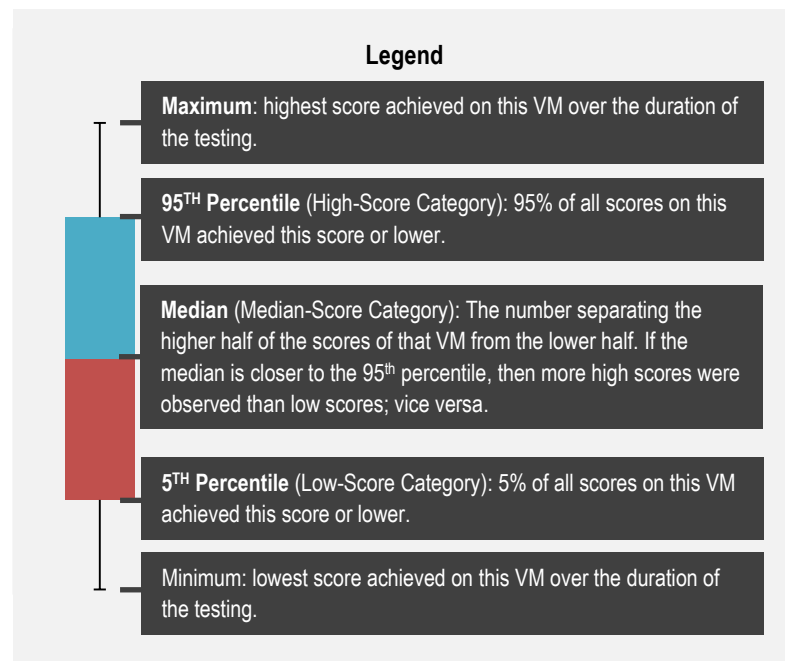 Legend
Maximum: highest score achieved on this VM over the duration of
the testing.
95TH Percentile (High-Score Category): 95% of all scores on this
VM achieved this score or lower.
Median (Median-Score Category): The number separating the
higher half of the scores of that VM from the lower half. If the
median is closer to the 95th percentile, then more high scores were
observed than low scores; vice versa.
5TH Percentile (Low-Score Category): 5% of all scores on this VM
achieved this score or lower.
Minimum: lowest score achieved on this VM over the duration of
the testing.